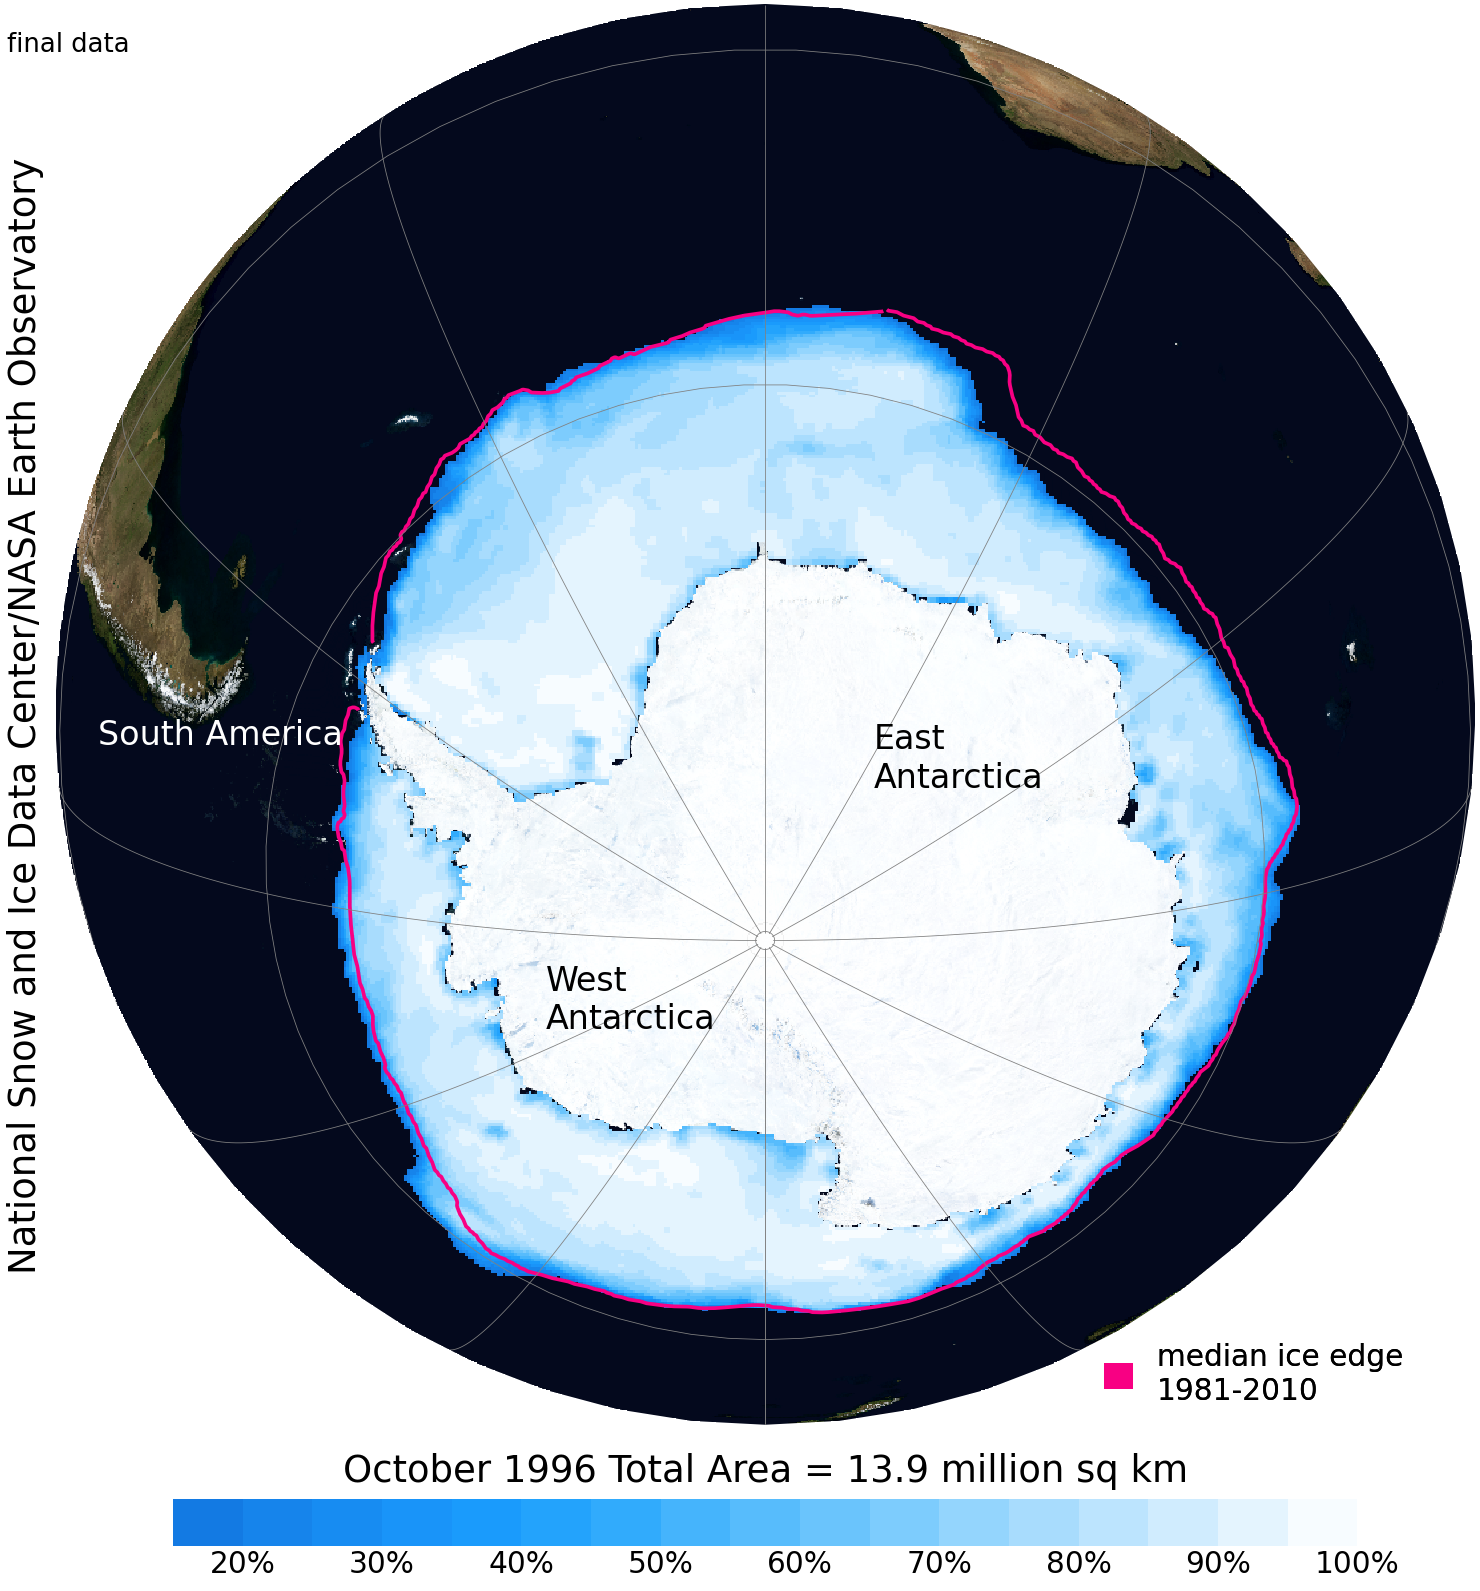 final data
National Snow and Ice Data Center/NASA Earth Observatory
South America
East
Antarctica
West
Antarctica
median ice edge
1981-2010
October 1996 Total Area = 13.9 million sq km
20% 30% 40% 50% 60% 70% 80% 90% 100%